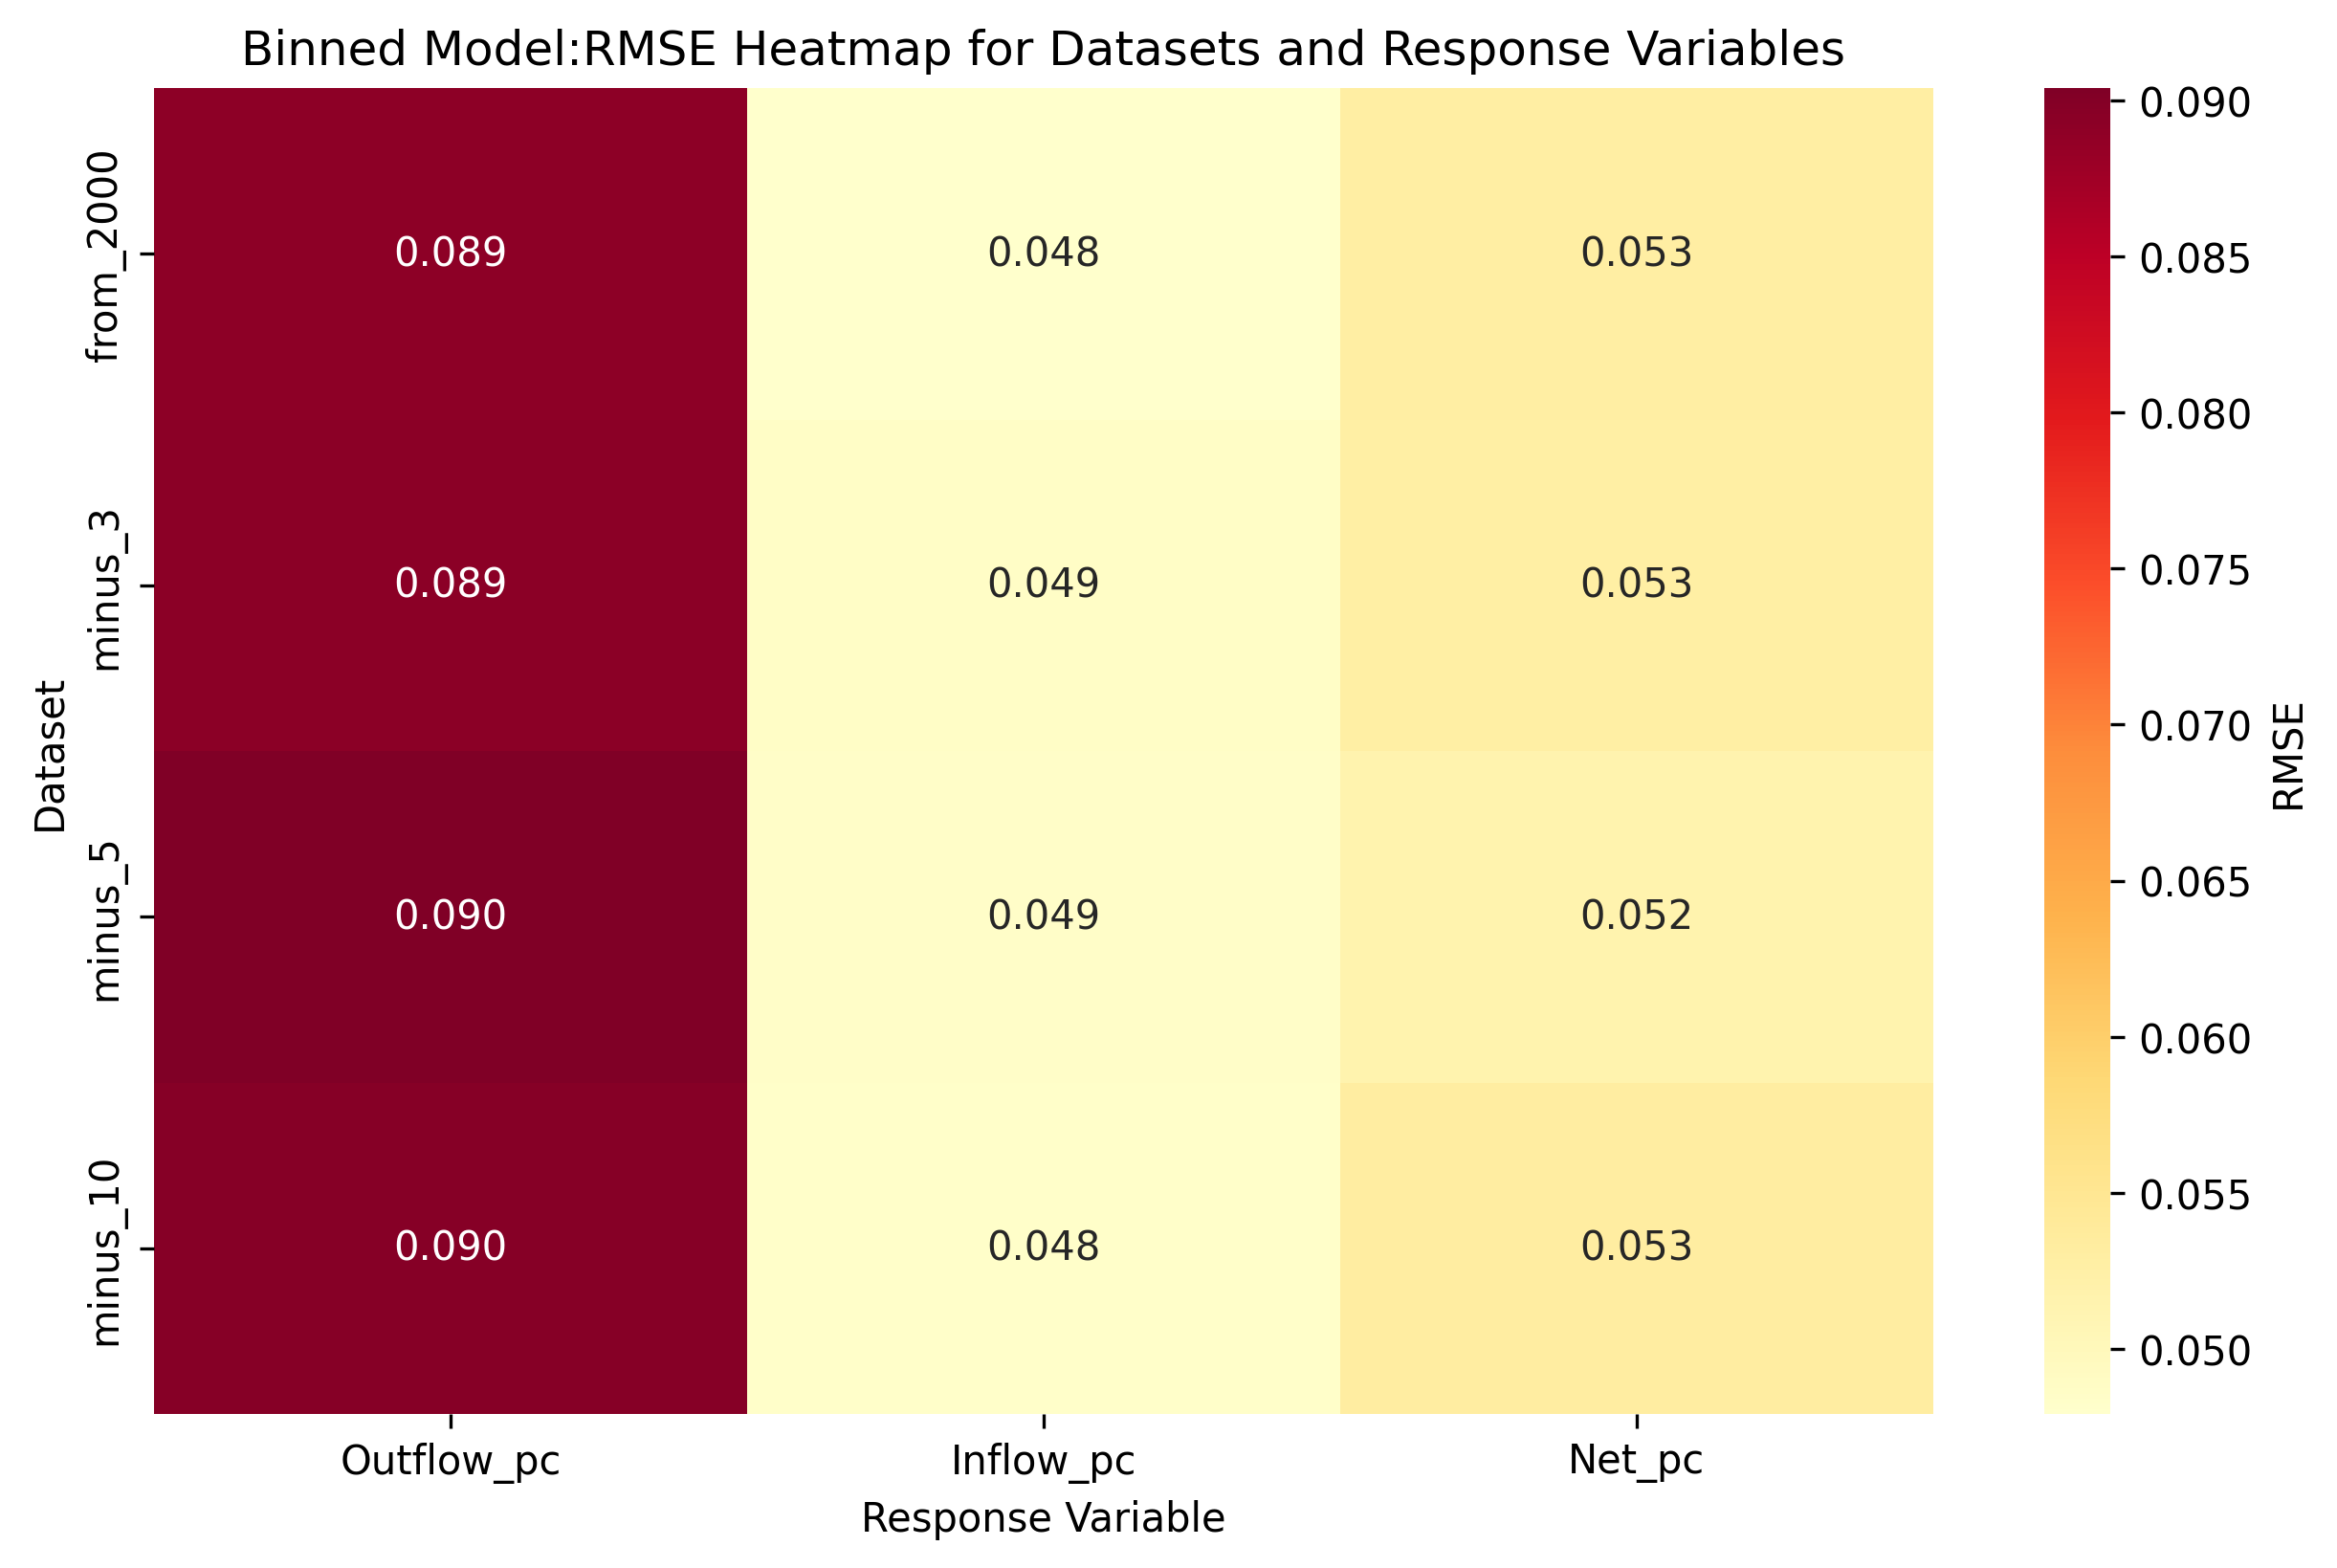 Binned Model:RMSE Heatmap for Datasets and Response Variables
Dataset
from_2000
0.089 0.048 0.053
minus_3
0.089 0.049 0.053
minus_5
0.090 0.049 0.052
minus_10
0.090 0.048 0.053
Outflow_pc Inflow_pc Net_pc
Response Variable
0.090
0.085
0.080
0.075
0.070
0.065
0.060
0.055
0.050
RMSE